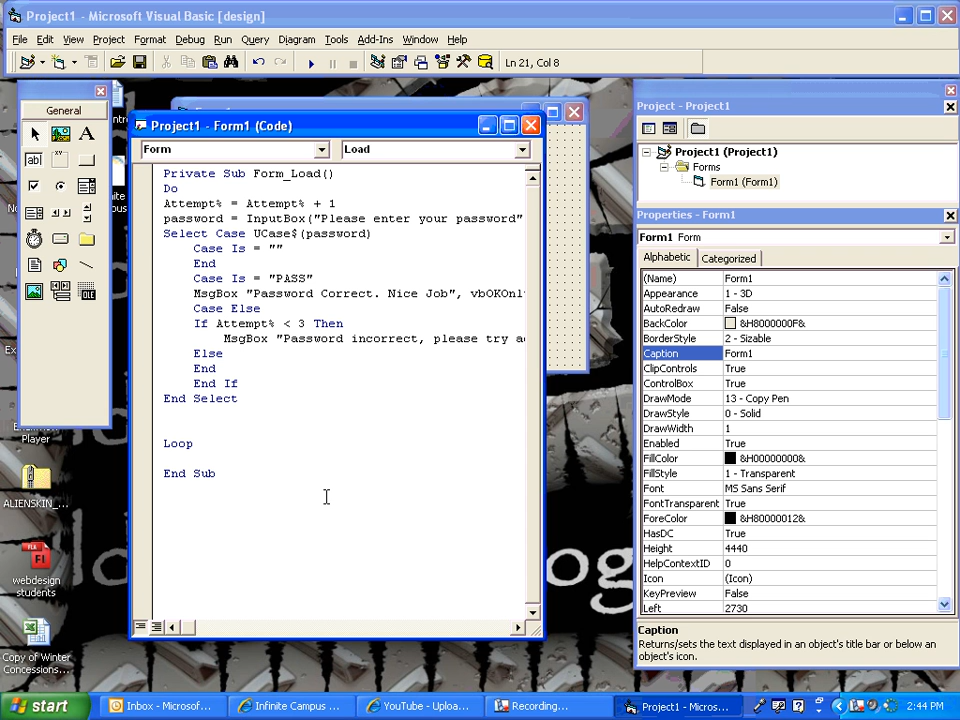 Project1 - Microsoft Visual Basic [design]
File Edit View Project Format Debug Run Query Diagram Tools Add-Ins Window Help
Ln 21, Col 8
General
Project1 - Form1 (Code)
Form
Load
Private Sub Form_Load()
Do
Attempt% = Attempt% + 1
password = InputBox("Please enter your password"
Select Case UCase$(password)
Case Is = ""
End
Case Is = "PASS"
MsgBox "Password Correct. Nice Job", vbOKOnl
Case Else
If Attempt% < 3 Then
MsgBox "Password incorrect, please try a
Else
End
End If
End Select
Loop
End Sub
Project - Project1
Project1 (Project1)
Forms
Form1 (Form1)
Properties - Form1
Form1 Form
Alphabetic Categorized
(Name) Form1
Appearance 1 - 3D
AutoRedraw False
BackColor &H8000000F&
BorderStyle 2 - Sizable
Caption Form1
ClipControls True
ControlBox True
DrawMode 13 - Copy Pen
DrawStyle 0 - Solid
DrawWidth 1
Enabled True
FillColor &H00000000&
FillStyle 1 - Transparent
Font MS Sans Serif
FontTransparent True
ForeColor &H80000012&
HasDC True
Height 4440
HelpContextID 0
Icon (Icon)
KeyPreview False
Left 2730
Caption
Returns/sets the text displayed in an object's title bar or below an
object's icon.
Player
ALIENSKIN_...
webdesign
students
Copy of Winter
Concessions...
start
Inbox - Microsof...
Infinite Campus ...
YouTube - Uploa...
Recording...
Project1 - Micros...
2:44 PM